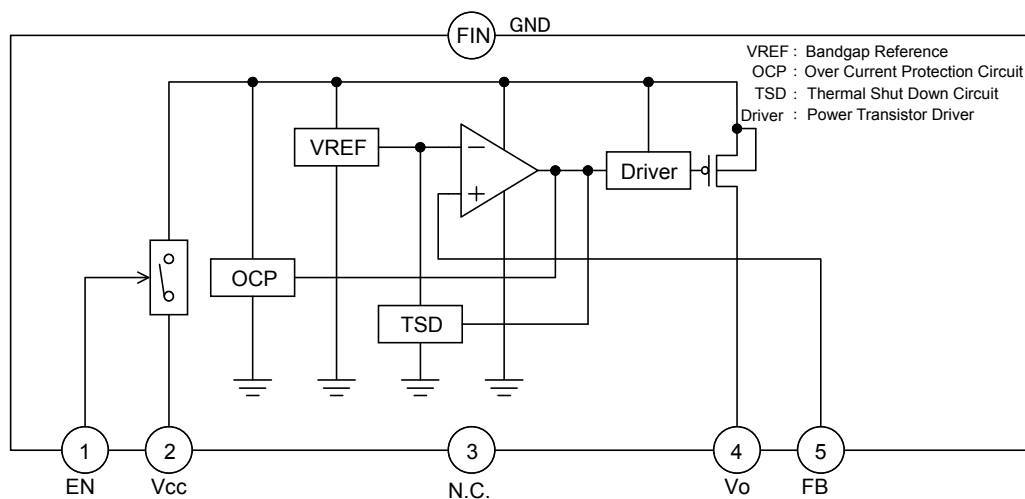 FIN GND
VREF : Bandgap Reference
OCP : Over Current Protection Circuit
TSD : Thermal Shut Down Circuit
Driver : Power Transistor Driver
VREF
−
+
Driver
OCP
TSD
1 2 3 4 5
EN Vcc N.C. Vo FB